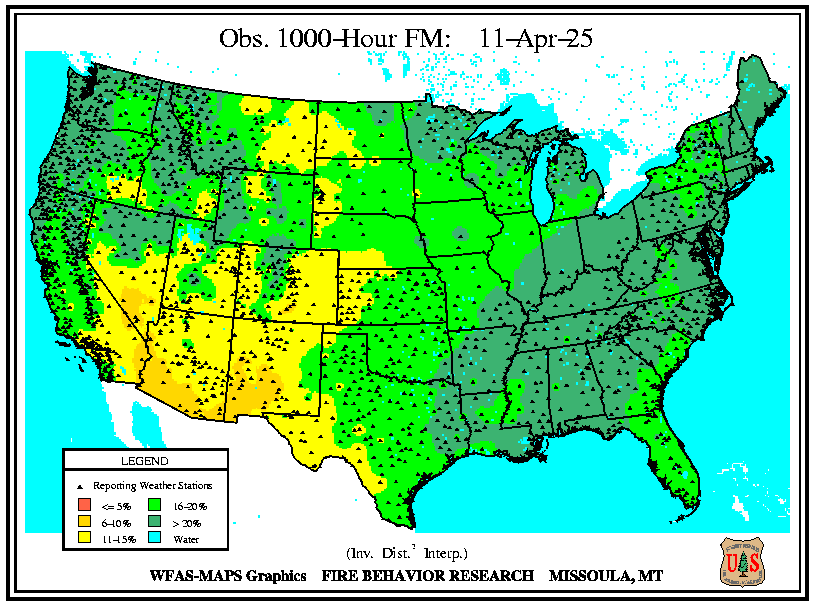 Obs. 1000-Hour FM: 11-Apr-25
LEGEND
Reporting Weather Stations
<= 5% 16-20%
6-10% > 20%
11-15% Water
(Inv. Dist.² Interp.)
WFAS-MAPS Graphics FIRE BEHAVIOR RESEARCH MISSOULA, MT
U S